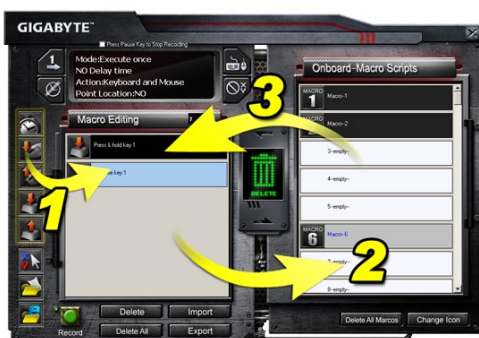 GIGABYTE™
Press Pause Key to Stop Recording
Mode:Execute once
NO Delay time
Action:Keyboard and Mouse
Point Location:NO
Macro Editing
Press & hold key 1
key 1
1
Delete
Import
Record
Delete All
Export
DELETE
3
2
Onboard-Macro Scripts
MACRO 1 Macro-1
MACRO 2 Macro-2
3-empty-
4-empty-
5-empty-
MACRO 6 Macro-6
7-empty-
8-empty-
Delete All Marcos
Change Icon